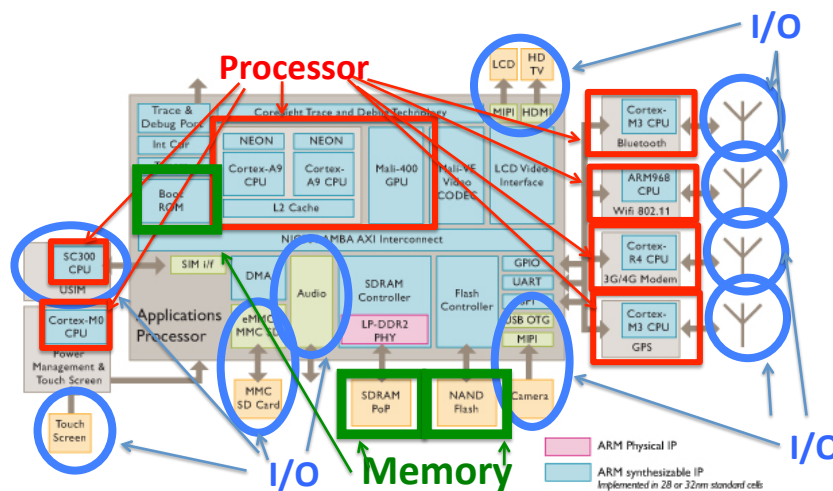 I/O
Processor
LCD
HD
TV
MIPI
HDMI
Trace &
Debug Port
Coresight Trace and Debug Technology
Int Cur
NEON
NEON
Cortex-A9
CPU
Cortex-
A9 CPU
L2 Cache
Mali-400
GPU
Mali-VE
Video
CODEC
LCD Video
Interface
Boot
ROM
AMBA AXI Interconnect
Cortex-
M3 CPU
Bluetooth
ARM968
CPU
Wifi 802.11
Cortex-
R4 CPU
3G/4G Modem
Cortex-
M3 CPU
GPS
SC300
CPU
USIM
SIM i/f
Cortex-M0
CPU
Power
Management &
Touch Screen
Touch
Screen
Applications
Processor
DMA
eMMC
MMC SD
Audio
SDRAM
Controller
LP-DDR2
PHY
Flash
Controller
GPIO
UART
SPI
USB OTG
MIPI
MMC
SD Card
SDRAM
PoP
NAND
Flash
Camera
I/O
Memory
I/O
ARM Physical IP
ARM synthesizable IP
Implemented in 28 or 32nm standard cells